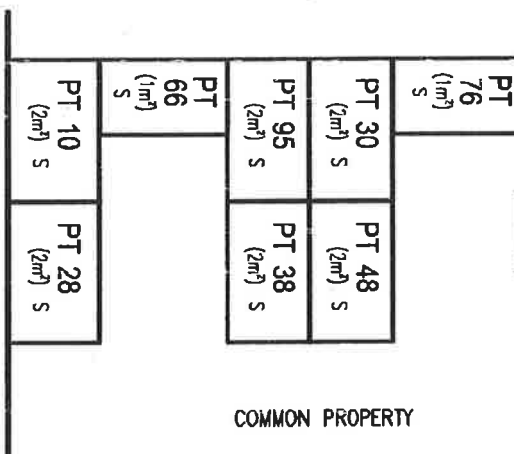 PT 10
(2m²) S
PT 28
(2m²) S
PT
66
(1m²)
S
PT 95
(2m²) S
PT 38
(2m²) S
PT 30
(2m²) S
PT 48
(2m²) S
PT
76
(1m²)
S
COMMON PROPERTY